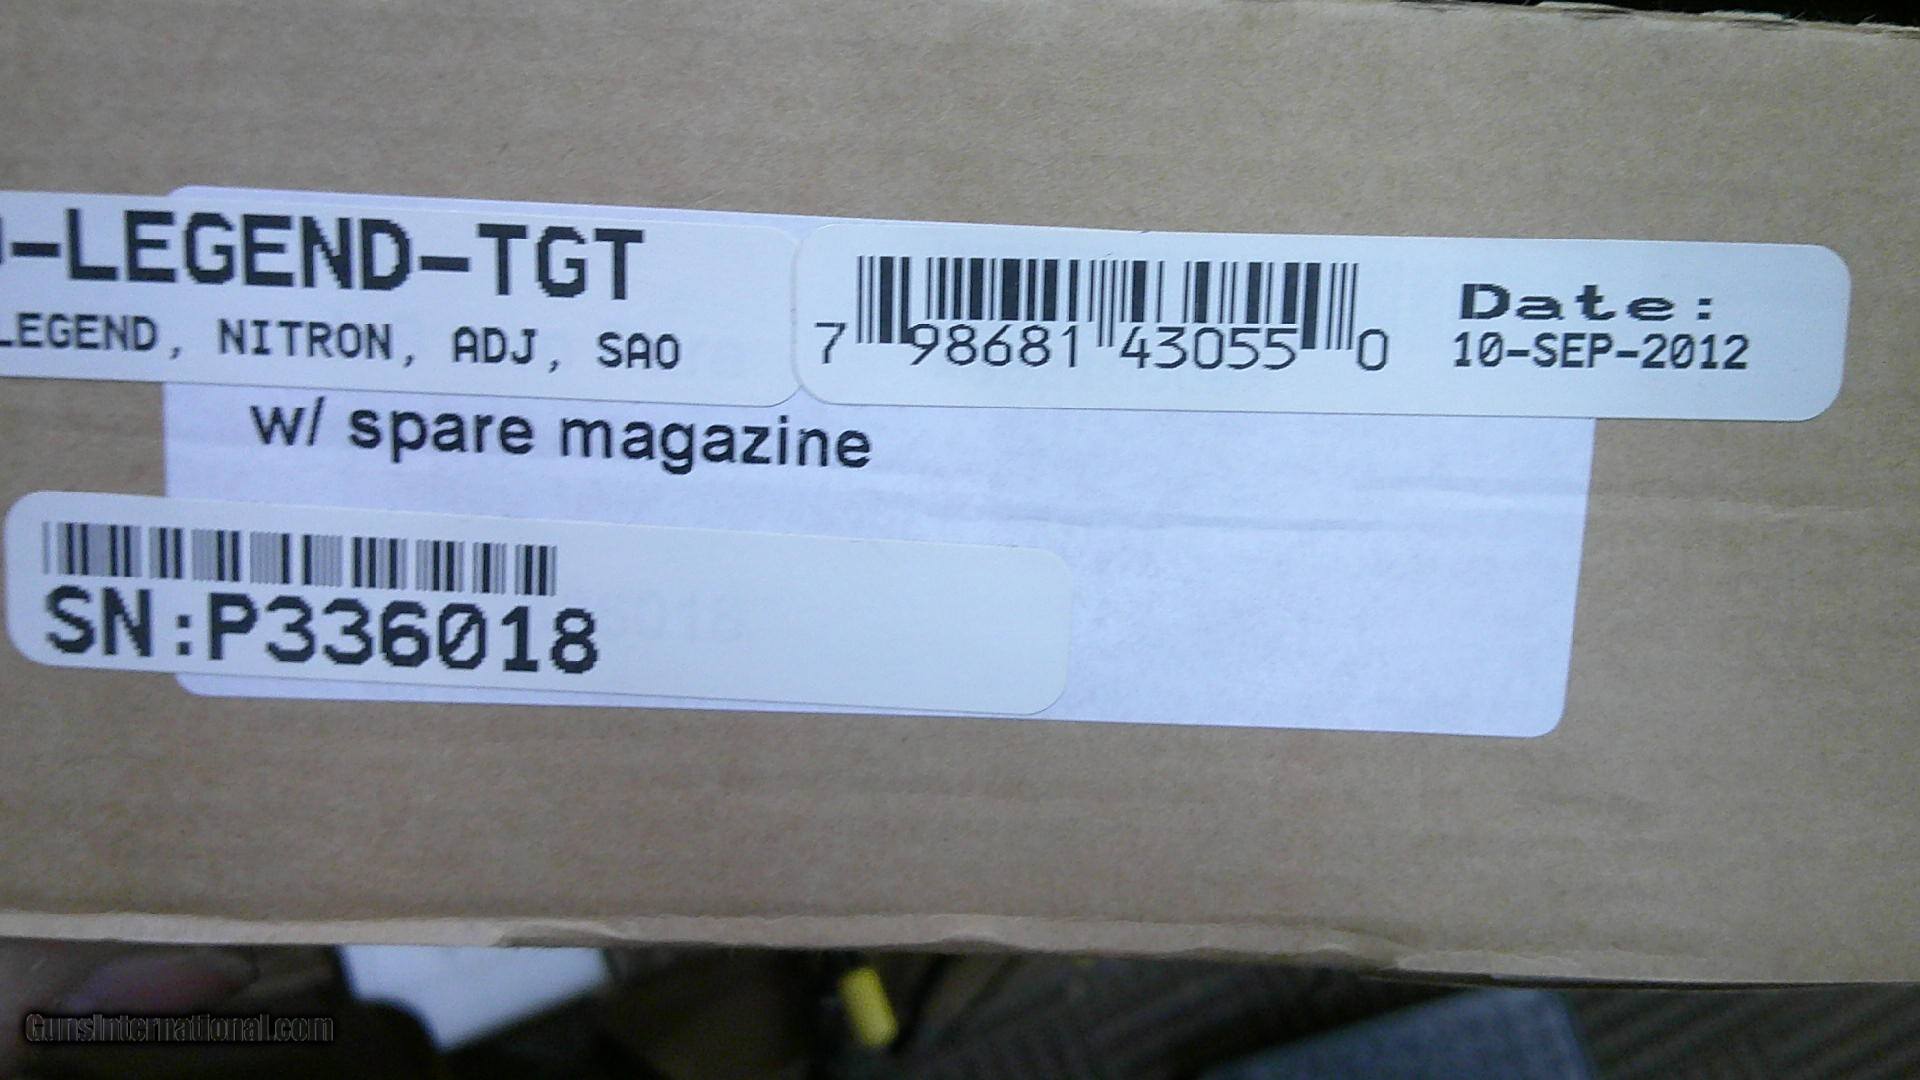 -LEGEND-TGT
LEGEND, NITRON, ADJ, SAO
7 98681 43055 0
Date:
10-SEP-2012
w/ spare magazine
SN:P336018
GunsInternational.com